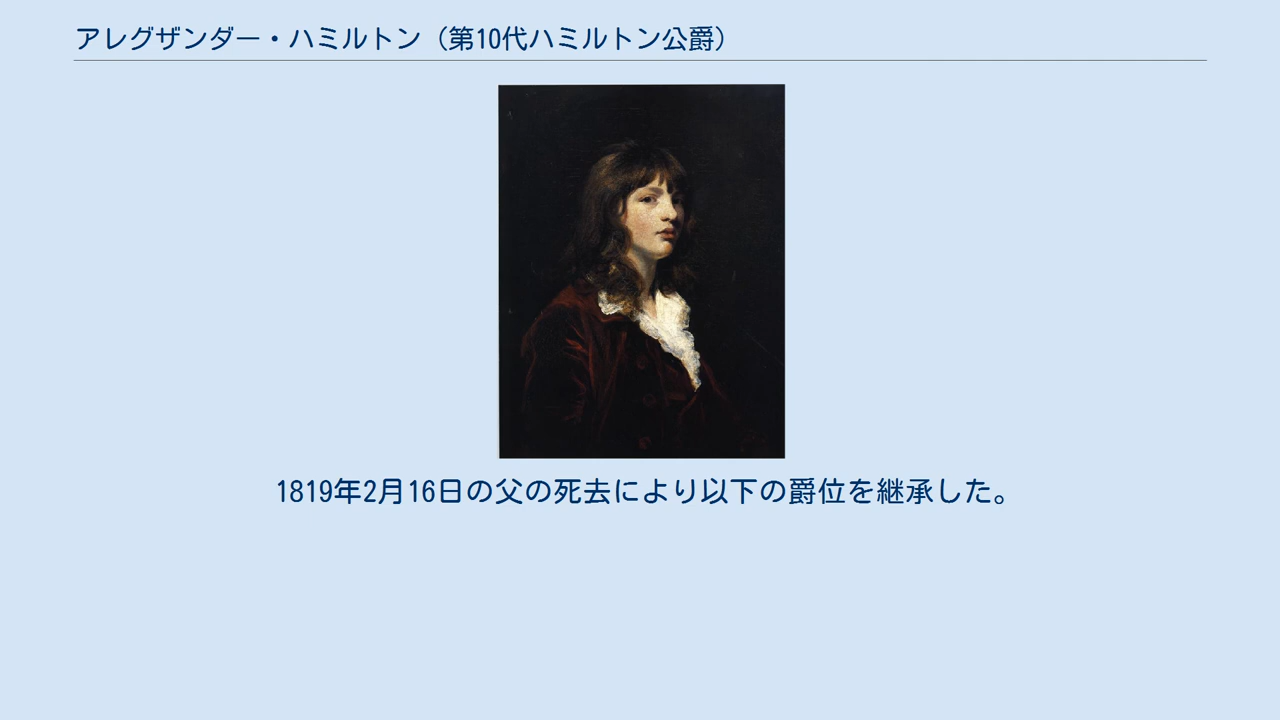 アレグザンダー・ハミルトン（第10代ハミルトン公爵）
1819年2月16日の父の死去により以下の爵位を継承した。